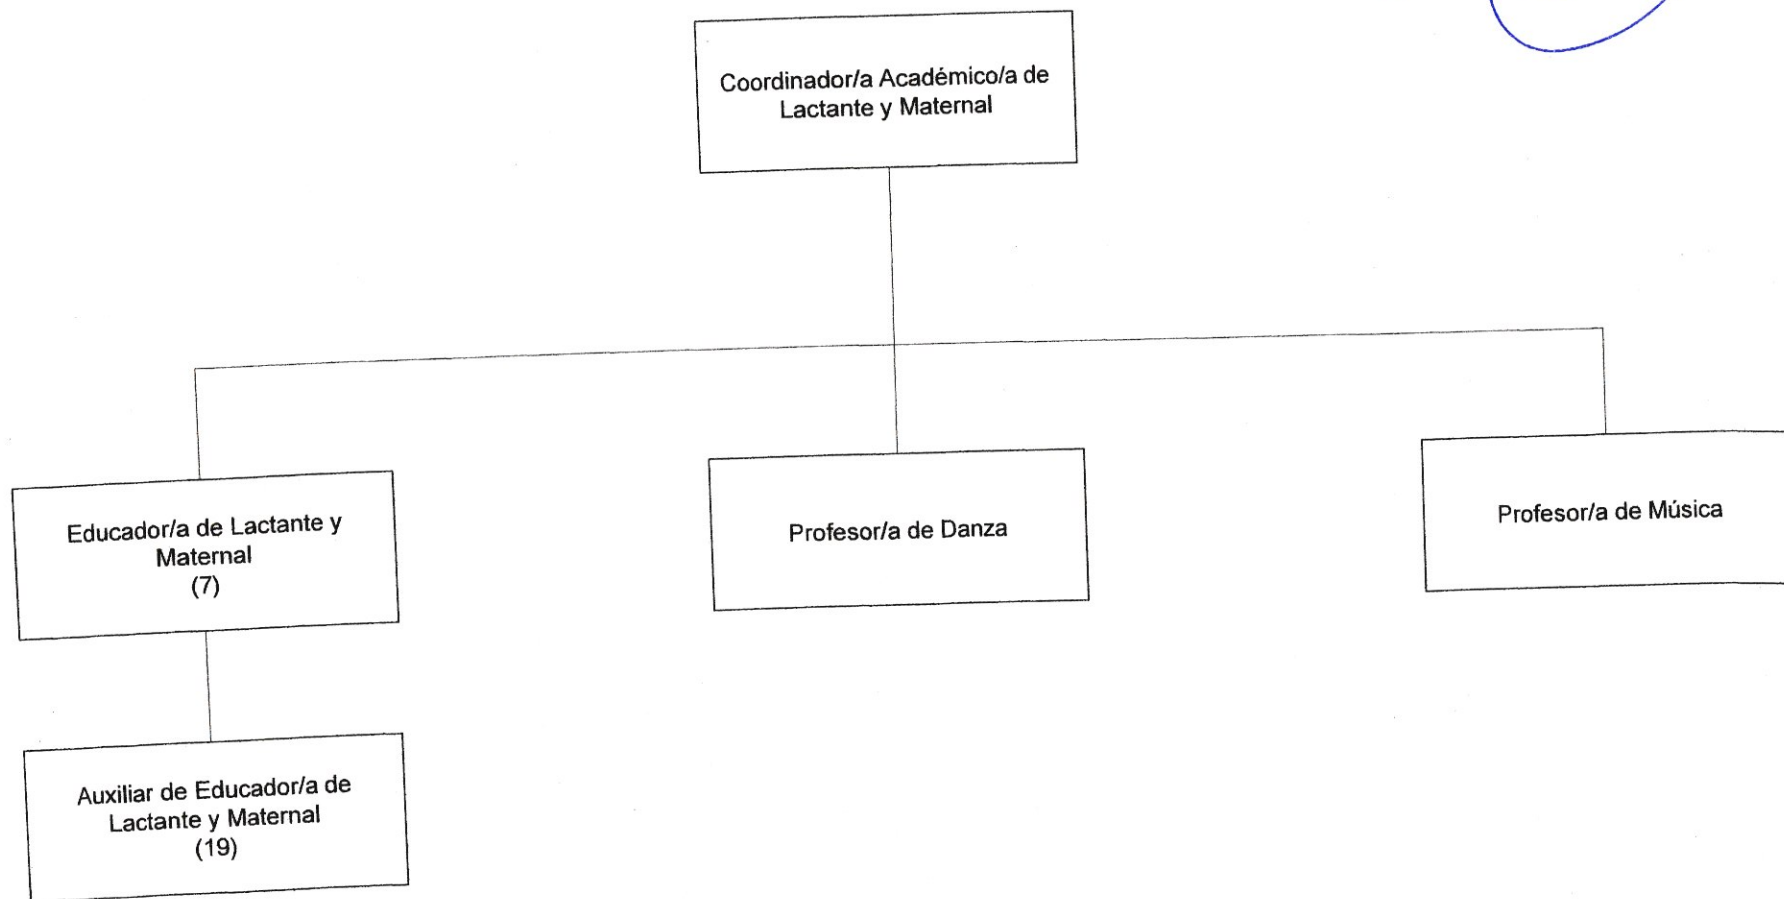 Coordinador/a Académico/a de
Lactante y Maternal
Educador/a de Lactante y
Maternal
(7)
Profesor/a de Danza
Profesor/a de Música
Auxiliar de Educador/a de
Lactante y Maternal
(19)